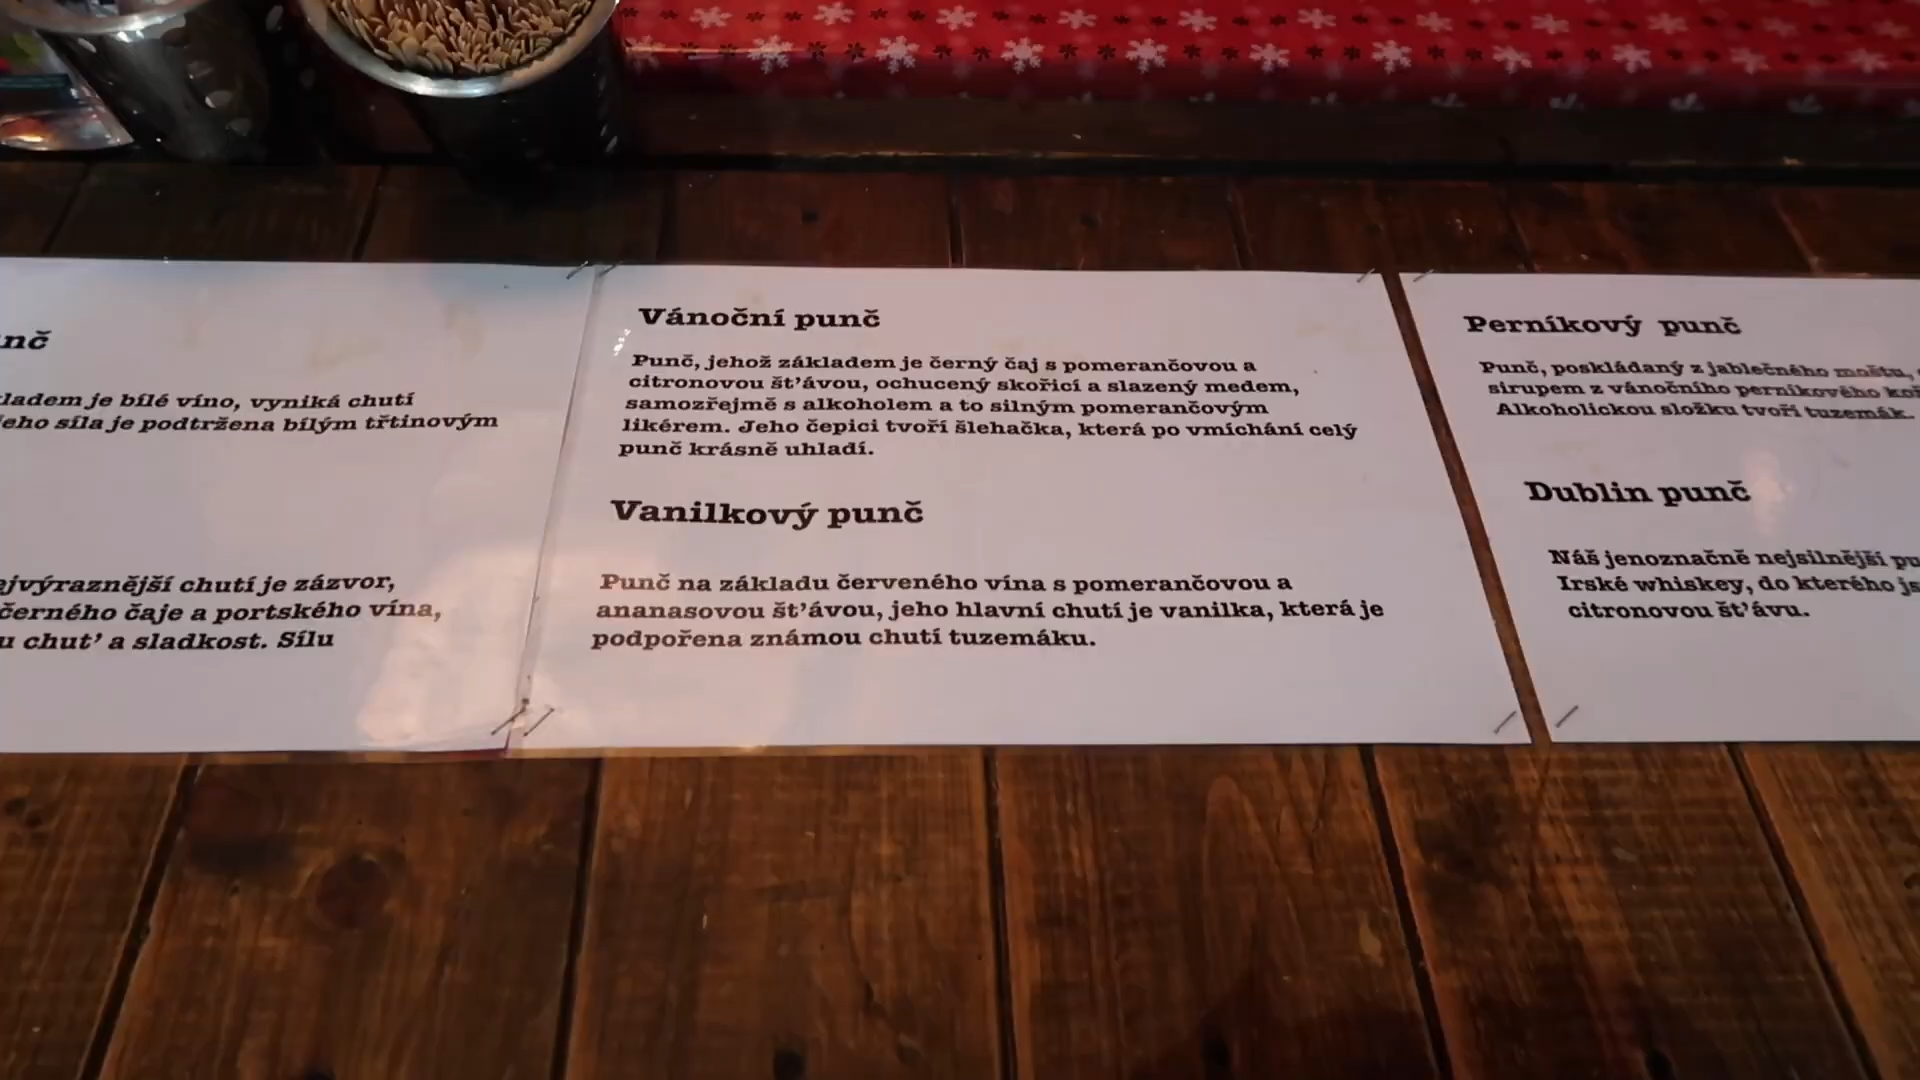 nč
ladem je bílé víno, vyniká chutí
jeho síla je podtržena bílým třtinovým
ejvýraznější chutí je zázvor,
černého čaje a portského vína,
u chuť a sladkost. Sílu
Vánoční punč
Punč, jehož základem je černý čaj s pomerančovou a
citronovou šťávou, ochucený skořicí a slazený medem,
samozřejmě s alkoholem a to silným pomerančovým
likérem. Jeho čepici tvoří šlehačka, která po vmíchání celý
punč krásně uhladí.
Vanilkový punč
Punč na základu červeného vína s pomerančovou a
ananasovou šťávou, jeho hlavní chutí je vanilka, která je
podpořena známou chutí tuzemáku.
Perníkový punč
Punč, poskládaný z jablečného moštu,
sirupem z vánočního perníkového koř
Alkoholickou složku tvoří tuzemák.
Dublin punč
Náš jenoznačně nejsilnější pu
Irské whiskey, do kterého js
citronovou šťávu.